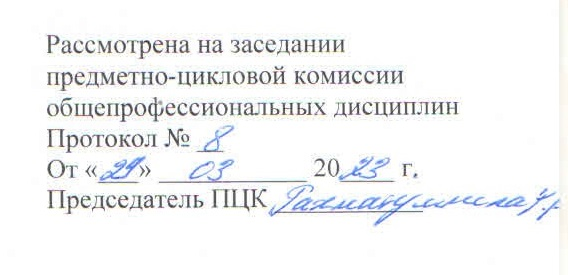 Рассмотрена на заседании
предметно-цикловой комиссии
общепрофессиональных дисциплин
Протокол № 8
От «29» 03 2023 г.
Председатель ПЦК